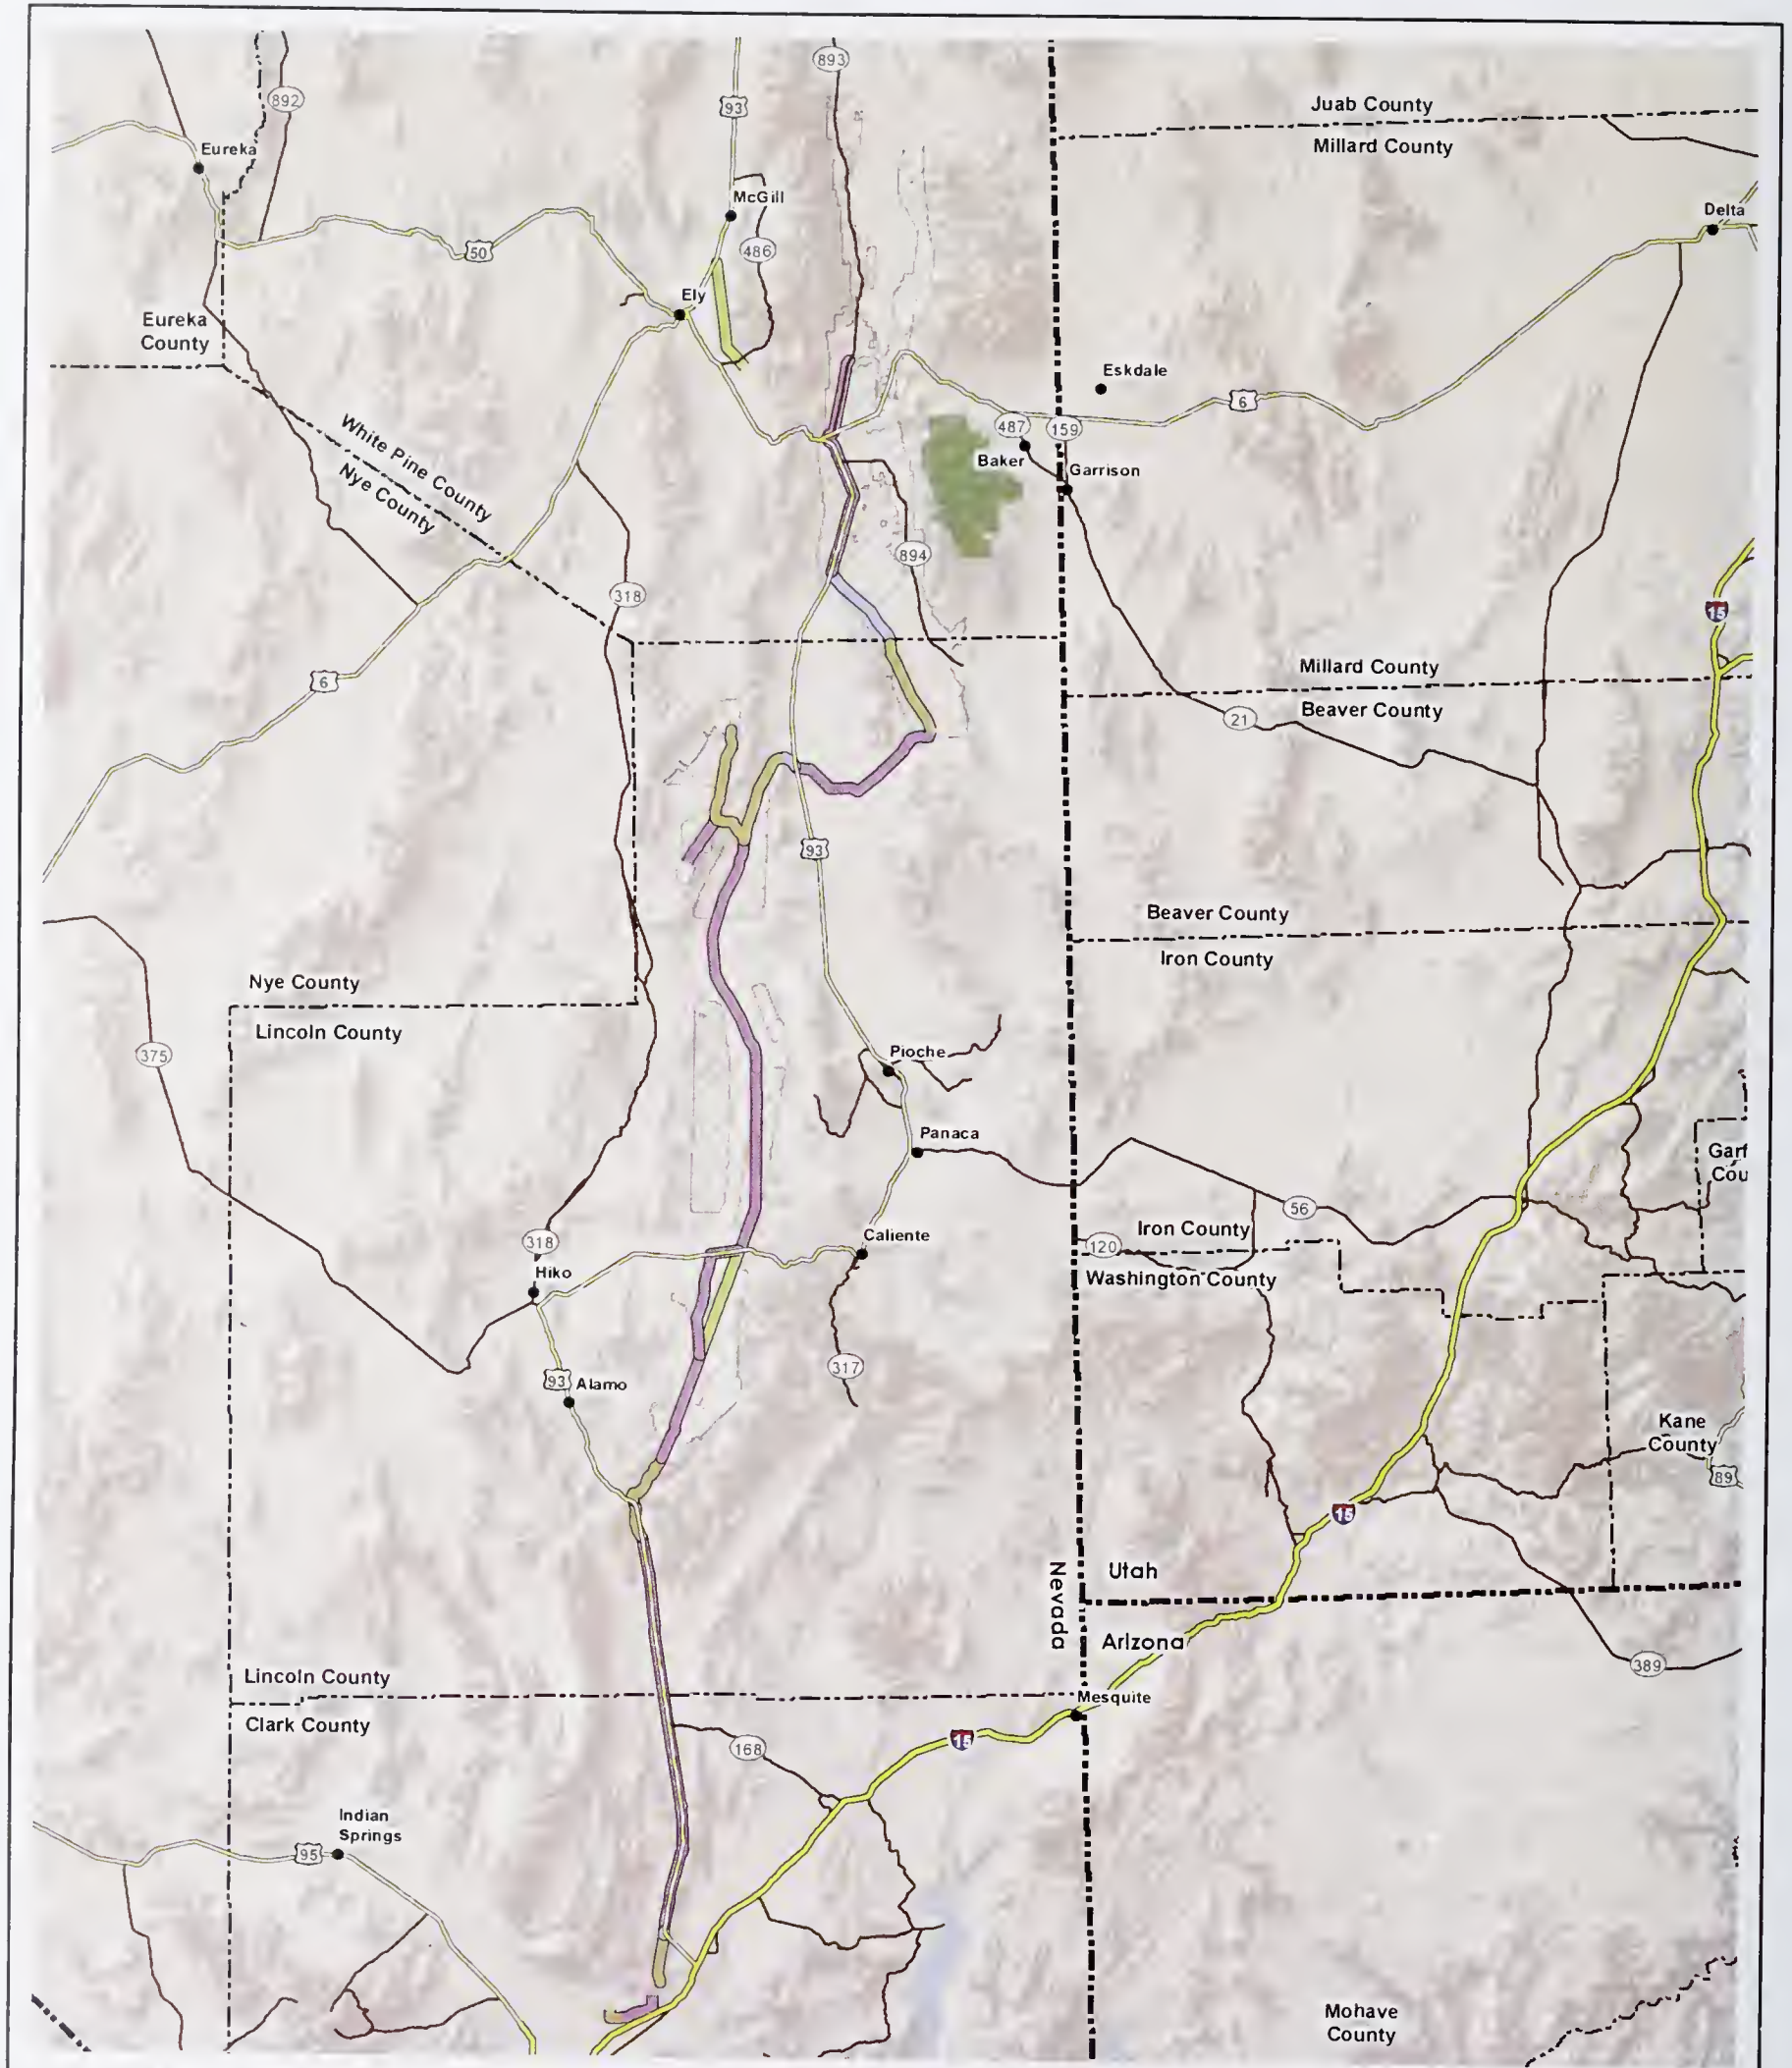 893
93
892
Juab County
Millard County
Eureka
McGill
Delta
486
50
Ely
Eureka
County
Eskdale
6
487
159
Baker
Garrison
White Pine County
Nye County
894
318
15
Millard County
Beaver County
6
21
93
Beaver County
Iron County
Nye County
Lincoln County
375
Pioche
Panaca
Garf
Cou
56
Iron County
120
Washington County
Caliente
318
Hiko
317
93
Alamo
Kane
County
89
15
Nevada
Utah
Arizona
389
Lincoln County
Clark County
Mesquite
168
15
Indian
Springs
95
Mohave
County